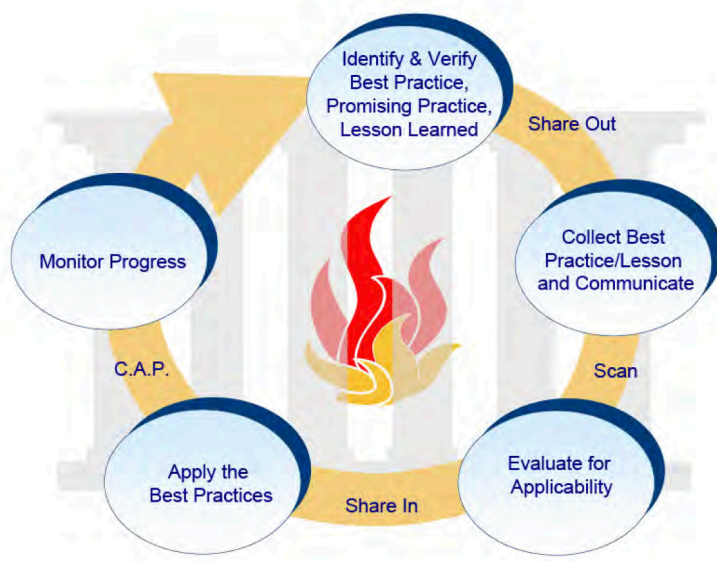 Identify & Verify
Best Practice,
Promising Practice,
Lesson Learned
Share Out
Collect Best
Practice/Lesson
and Communicate
Scan
Evaluate for
Applicability
Share In
Apply the
Best Practices
C.A.P.
Monitor Progress